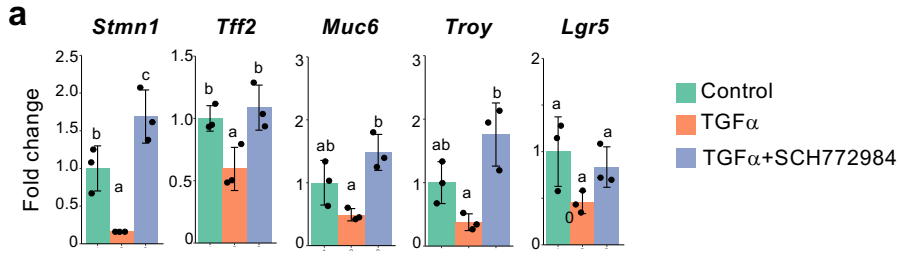 a
Stmn1 Tff2 Muc6 Troy Lgr5
Fold change
2.5
2.0
1.5
1.0
0.5
0
b
a
c
1.5
1.0
0.5
0
b
a
b
3
2
1
0
ab
a
b
3
2
1
0
ab
a
b
2
1
0
a
a
a
0
Control
TGFα
TGFα+SCH772984